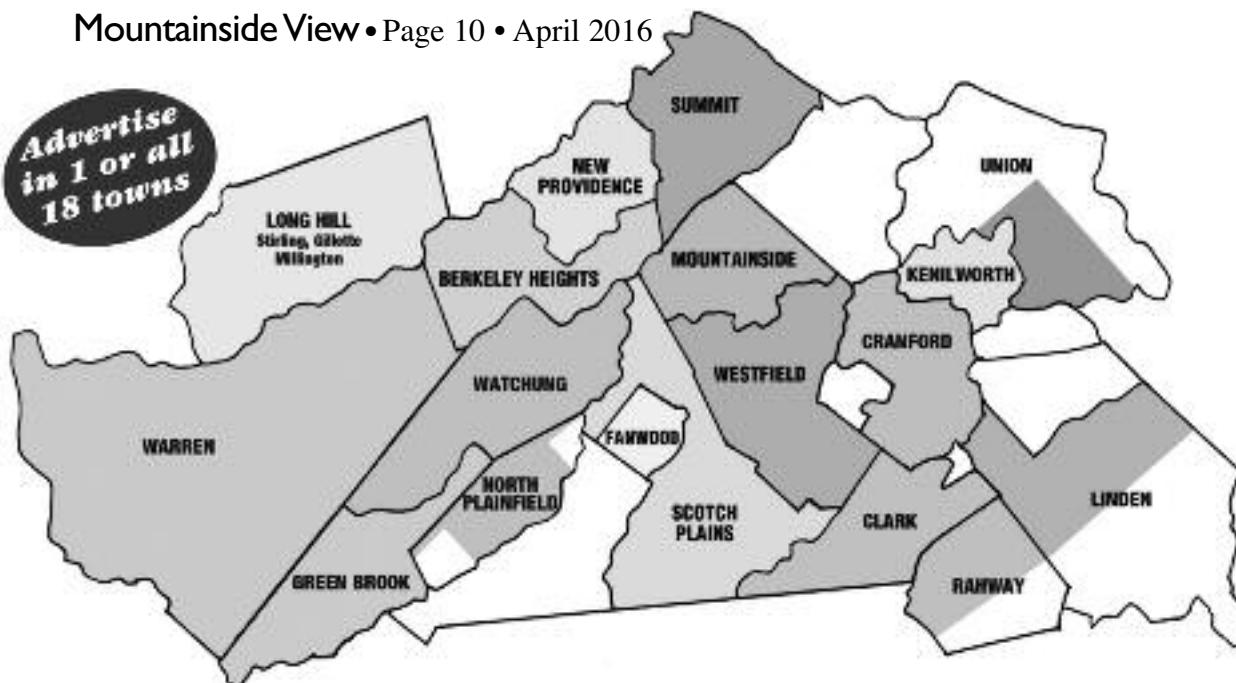 Mountainside View • Page 10 • April 2016
Advertise
in 1 or all
18 towns
SUMMIT
NEW
PROVIDENCE
UNION
LONG HILL
Stirling, Gillette
Millington
BERKELEY HEIGHTS
MOUNTAINSIDE
KENILWORTH
CRANFORD
WATCHUNG
WESTFIELD
WARREN
FANWOOD
NORTH
PLAINFIELD
SCOTCH
PLAINS
CLARK
LINDEN
GREEN BROOK
RAHWAY